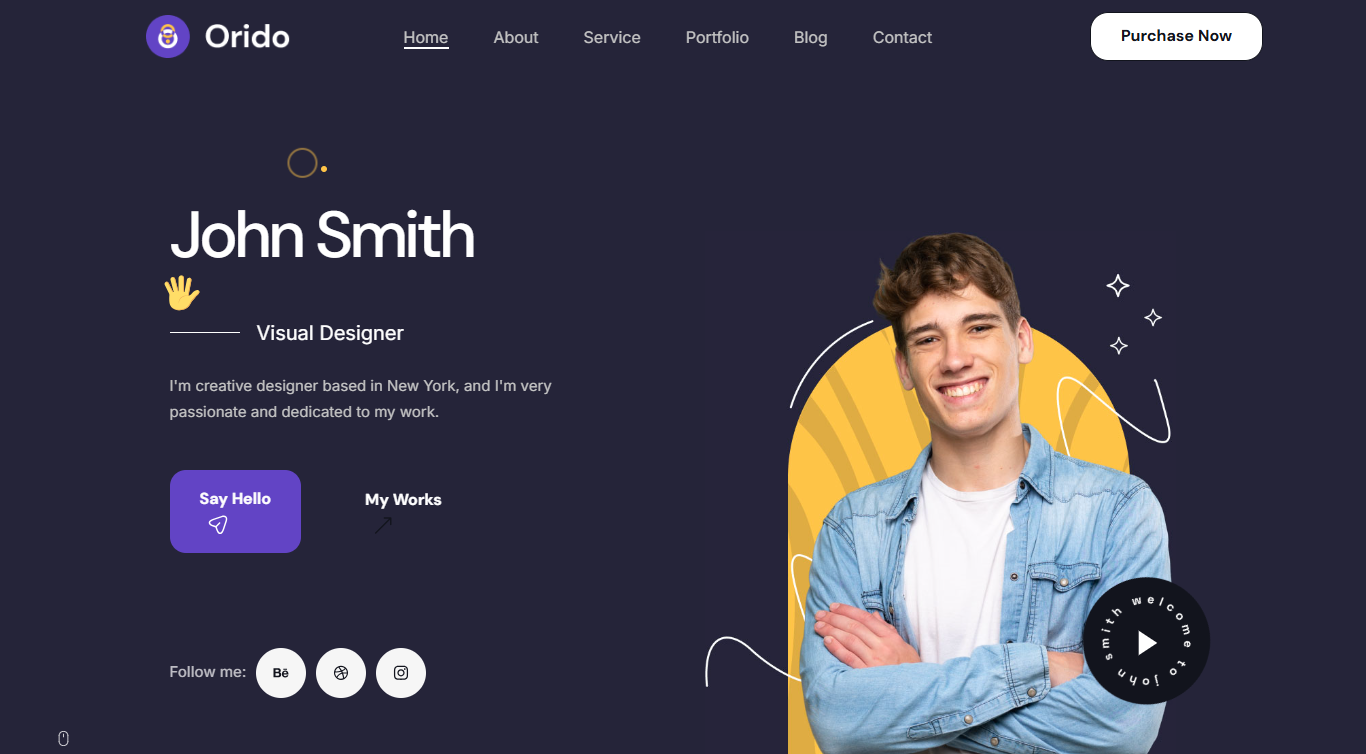 Orido
Home About Service Portfolio Blog Contact
Purchase Now
John Smith
Visual Designer
I'm creative designer based in New York, and I'm very
passionate and dedicated to my work.
Say Hello
My Works
Follow me: Bē
welcome to john smith